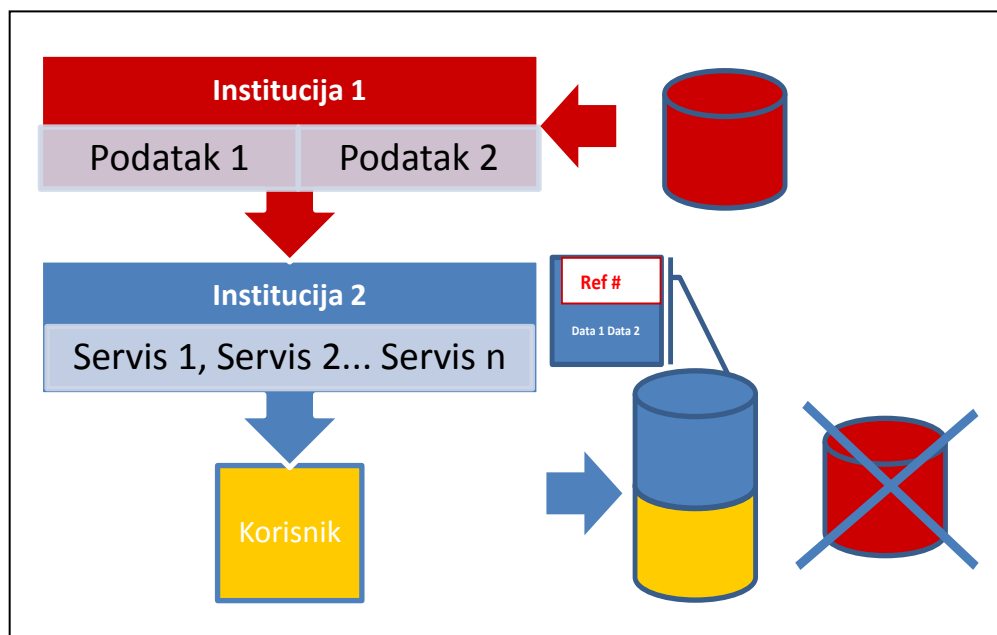 Institucija 1
Podatak 1
Podatak 2
Institucija 2
Servis 1, Servis 2... Servis n
Ref #
Data 1 Data 2
Korisnik